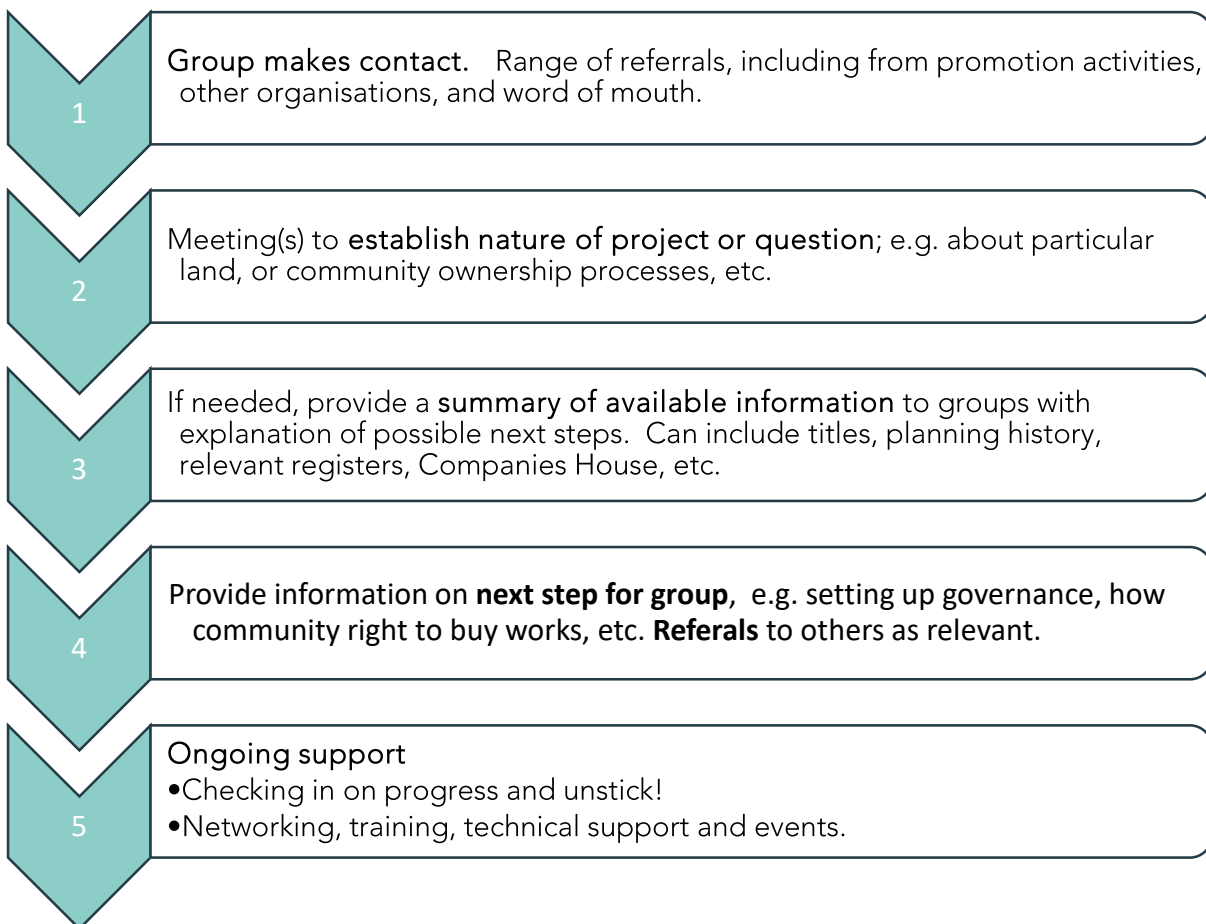 1
Group makes contact. Range of referrals, including from promotion activities,
other organisations, and word of mouth.
2
Meeting(s) to establish nature of project or question; e.g. about particular
land, or community ownership processes, etc.
3
If needed, provide a summary of available information to groups with
explanation of possible next steps. Can include titles, planning history,
relevant registers, Companies House, etc.
4
Provide information on next step for group, e.g. setting up governance, how
community right to buy works, etc. Referals to others as relevant.
5
Ongoing support
•Checking in on progress and unstick!
•Networking, training, technical support and events.